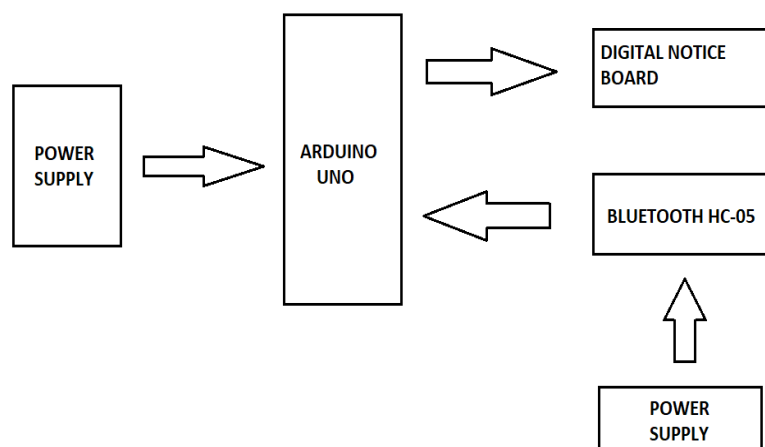 POWER
SUPPLY
ARDUINO
UNO
DIGITAL NOTICE
BOARD
BLUETOOTH HC-05
POWER
SUPPLY